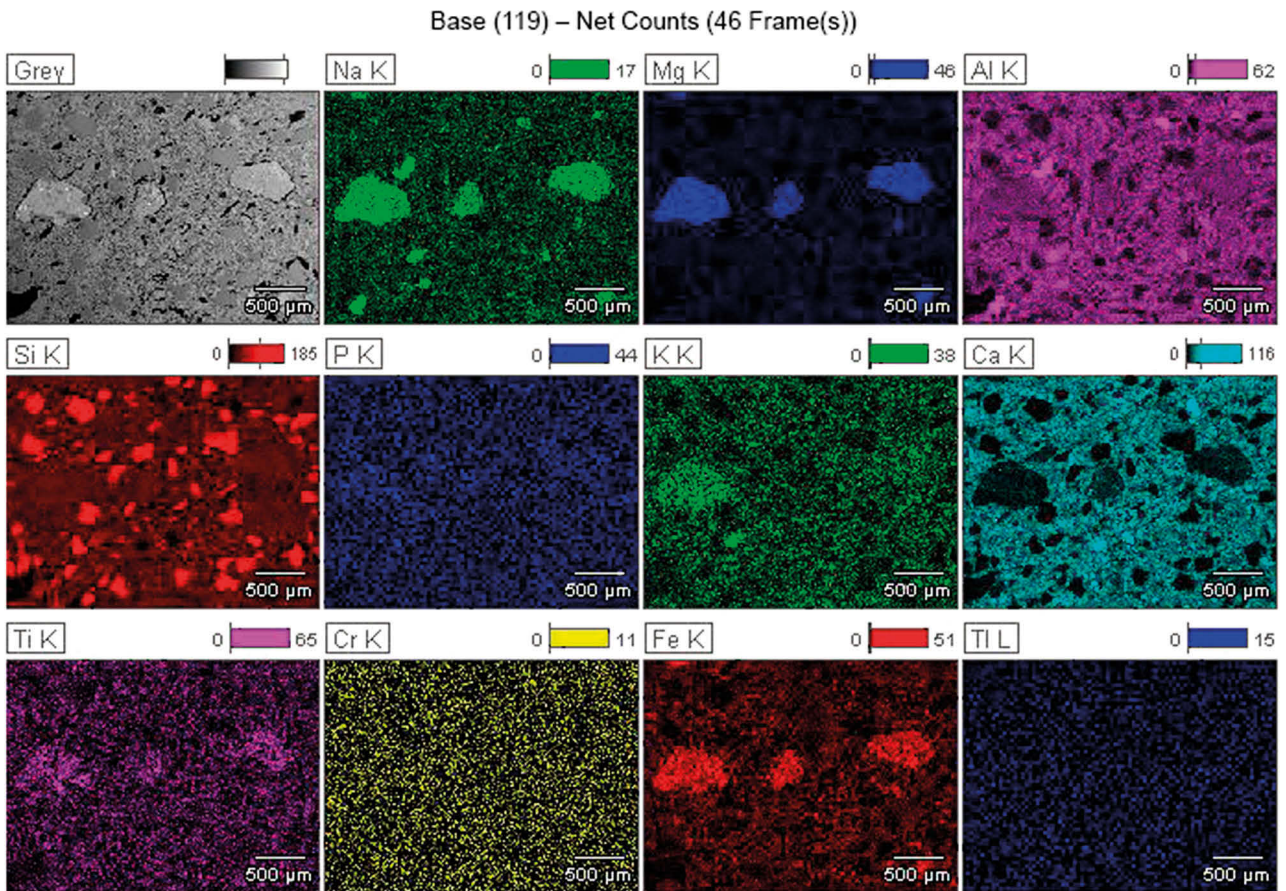 Base (119) – Net Counts (46 Frame(s))
Grey
Na K 0 17
Mg K 0 46
Al K 0 62
500 µm
500 µm
500 µm
500 µm
Si K 0 185
P K 0 44
K K 0 38
Ca K 0 116
500 µm
500 µm
500 µm
500 µm
Ti K 0 65
Cr K 0 11
Fe K 0 51
Tl L 0 15
500 µm
500 µm
500 µm
500 µm